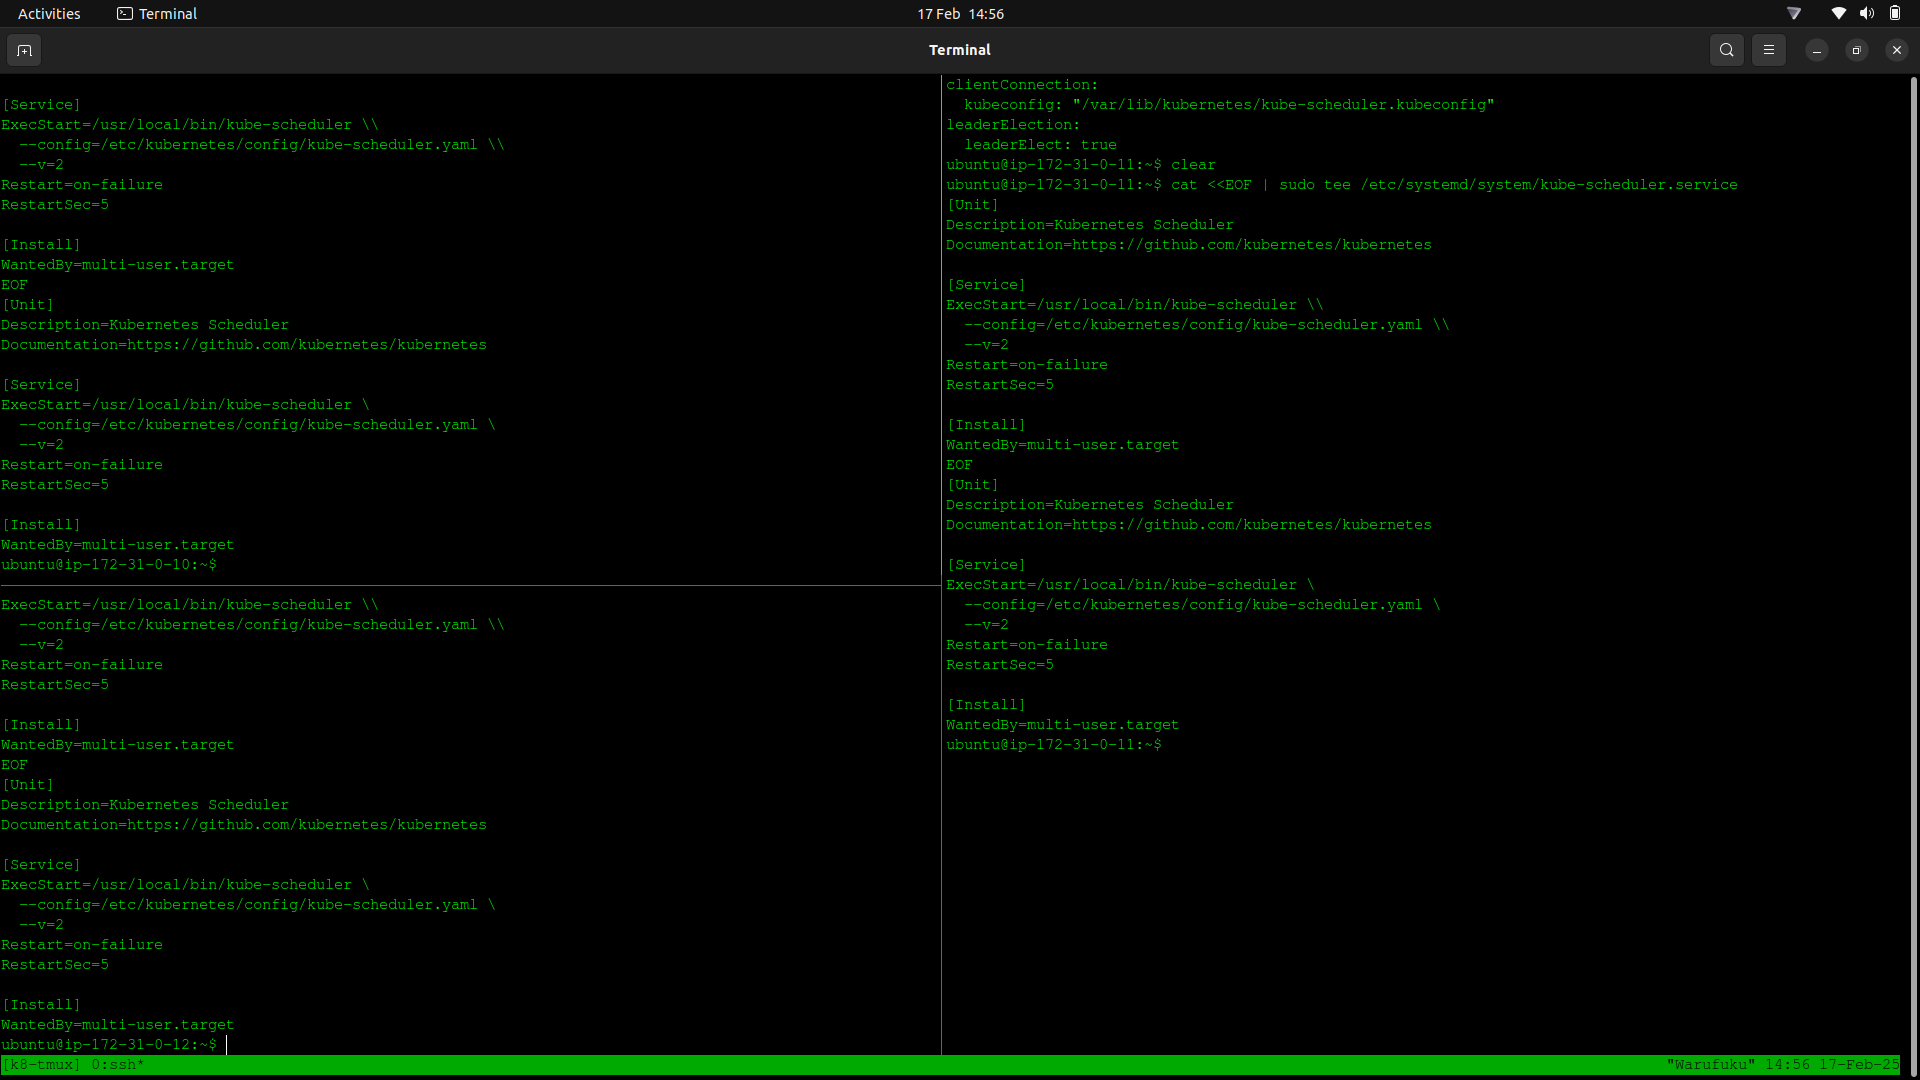 Activities
Terminal
17 Feb 14:56
Terminal
[Service]
ExecStart=/usr/local/bin/kube-scheduler \\
  --config=/etc/kubernetes/config/kube-scheduler.yaml \\
  --v=2
Restart=on-failure
RestartSec=5
[Install]
WantedBy=multi-user.target
EOF
[Unit]
Description=Kubernetes Scheduler
Documentation=https://github.com/kubernetes/kubernetes
[Service]
ExecStart=/usr/local/bin/kube-scheduler \
  --config=/etc/kubernetes/config/kube-scheduler.yaml \
  --v=2
Restart=on-failure
RestartSec=5
[Install]
WantedBy=multi-user.target
ubuntu@ip-172-31-0-10:~$
ExecStart=/usr/local/bin/kube-scheduler \\
  --config=/etc/kubernetes/config/kube-scheduler.yaml \\
  --v=2
Restart=on-failure
RestartSec=5
[Install]
WantedBy=multi-user.target
EOF
[Unit]
Description=Kubernetes Scheduler
Documentation=https://github.com/kubernetes/kubernetes
[Service]
ExecStart=/usr/local/bin/kube-scheduler \
  --config=/etc/kubernetes/config/kube-scheduler.yaml \
  --v=2
Restart=on-failure
RestartSec=5
[Install]
WantedBy=multi-user.target
ubuntu@ip-172-31-0-12:~$
clientConnection:
  kubeconfig: "/var/lib/kubernetes/kube-scheduler.kubeconfig"
leaderElection:
  leaderElect: true
ubuntu@ip-172-31-0-11:~$ clear
ubuntu@ip-172-31-0-11:~$ cat <<EOF | sudo tee /etc/systemd/system/kube-scheduler.service
[Unit]
Description=Kubernetes Scheduler
Documentation=https://github.com/kubernetes/kubernetes
[Service]
ExecStart=/usr/local/bin/kube-scheduler \\
  --config=/etc/kubernetes/config/kube-scheduler.yaml \\
  --v=2
Restart=on-failure
RestartSec=5
[Install]
WantedBy=multi-user.target
EOF
[Unit]
Description=Kubernetes Scheduler
Documentation=https://github.com/kubernetes/kubernetes
[Service]
ExecStart=/usr/local/bin/kube-scheduler \
  --config=/etc/kubernetes/config/kube-scheduler.yaml \
  --v=2
Restart=on-failure
RestartSec=5
[Install]
WantedBy=multi-user.target
ubuntu@ip-172-31-0-11:~$
[k8-tmux] 0:ssh*
"Warufuku" 14:56 17-Feb-25